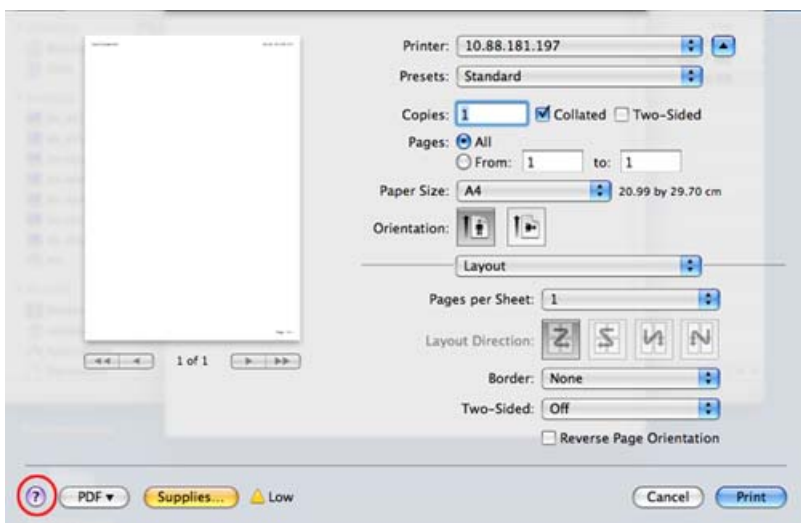 Printer: 10.88.181.197
Presets: Standard
Copies: 1 Collated Two-Sided
Pages: All
From: 1 to: 1
Paper Size: A4 20.99 by 29.70 cm
Orientation:
Layout
Pages per Sheet: 1
Layout Direction:
Border: None
Two-Sided: Off
Reverse Page Orientation
1 of 1
? PDF Supplies... Low Cancel Print